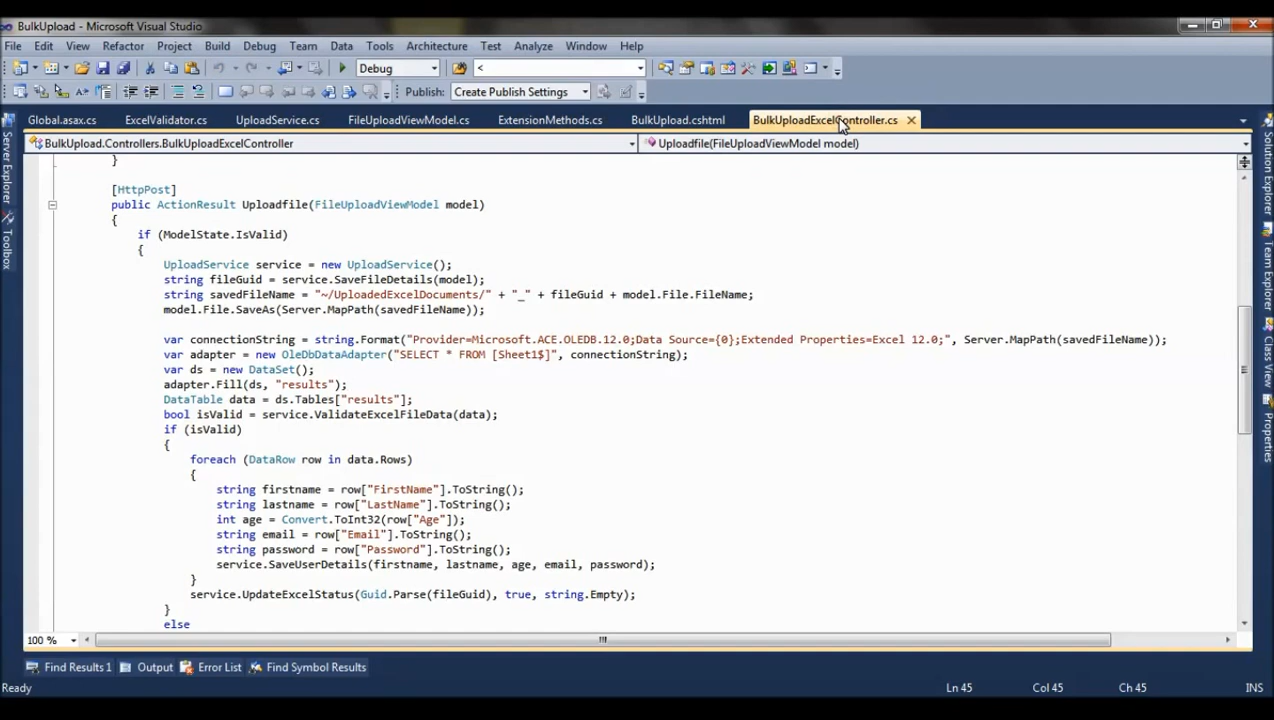 BulkUpload - Microsoft Visual Studio
File Edit View Refactor Project Build Debug Team Data Tools Architecture Test Analyze Window Help
Debug <
Publish: Create Publish Settings
Global.asax.cs ExcelValidator.cs UploadService.cs FileUploadViewModel.cs ExtensionMethods.cs BulkUpload.cshtml BulkUploadExcelController.cs
BulkUpload.Controllers.BulkUploadExcelController Uploadfile(FileUploadViewModel model)
Server Explorer
Toolbox
}
[HttpPost]
public ActionResult Uploadfile(FileUploadViewModel model)
{
if (ModelState.IsValid)
{
UploadService service = new UploadService();
string fileGuid = service.SaveFileDetails(model);
string savedFileName = "~/UploadedExcelDocuments/" + "_" + fileGuid + model.File.FileName;
model.File.SaveAs(Server.MapPath(savedFileName));
var connectionString = string.Format("Provider=Microsoft.ACE.OLEDB.12.0;Data Source={0};Extended Properties=Excel 12.0;", Server.MapPath(savedFileName));
var adapter = new OleDbDataAdapter("SELECT * FROM [Sheet1$]", connectionString);
var ds = new DataSet();
adapter.Fill(ds, "results");
DataTable data = ds.Tables["results"];
bool isValid = service.ValidateExcelFileData(data);
if (isValid)
{
foreach (DataRow row in data.Rows)
{
string firstname = row["FirstName"].ToString();
string lastname = row["LastName"].ToString();
int age = Convert.ToInt32(row["Age"]);
string email = row["Email"].ToString();
string password = row["Password"].ToString();
service.SaveUserDetails(firstname, lastname, age, email, password);
}
service.UpdateExcelStatus(Guid.Parse(fileGuid), true, string.Empty);
}
else
Solution Explorer
Team Explorer
Class View
Properties
100 %
Find Results 1 Output Error List Find Symbol Results
Ready Ln 45 Col 45 Ch 45 INS